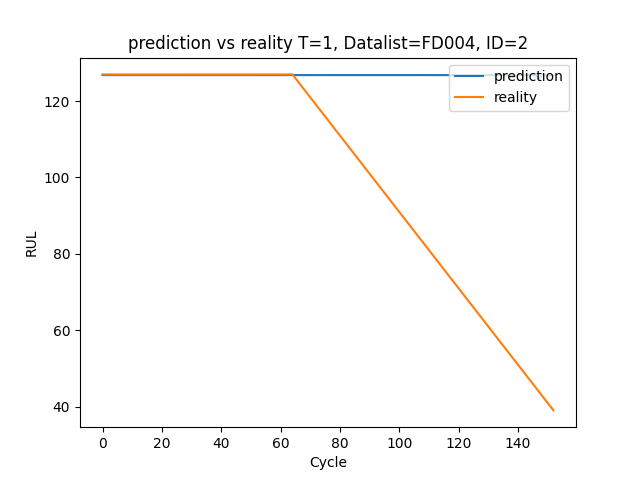 prediction vs reality T=1, Datalist=FD004, ID=2
prediction
reality
120
100
80
60
40
RUL
0 20 40 60 80 100 120 140
Cycle